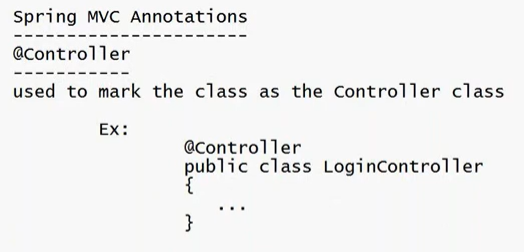 Spring MVC Annotations
----------------------
@Controller
-----------
used to mark the class as the Controller class
Ex:
@Controller
public class LoginController
{
...
}